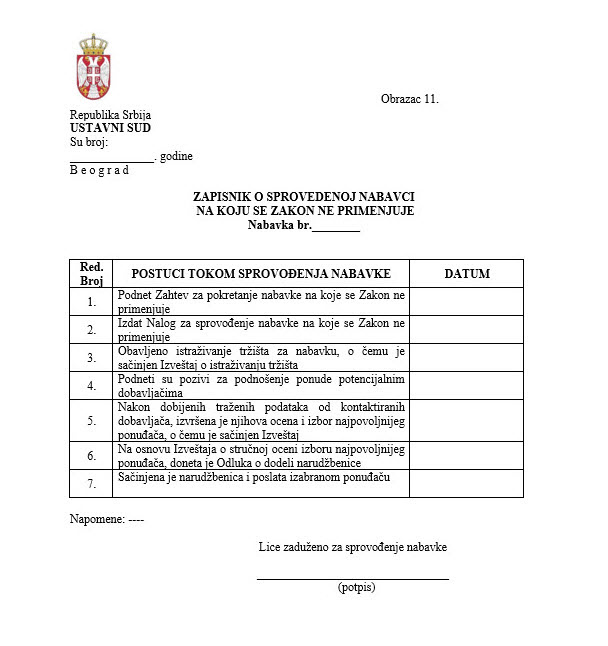 Obrazac 11.
Republika Srbija
USTAVNI SUD
Su broj:
______________. godine
B e o g r a d
ZAPISNIK O SPROVEDENOJ NABAVCI
NA KOJU SE ZAKON NE PRIMENJUJE
Nabavka br.________
Red.
Broj
POSTUCI TOKOM SPROVOĐENJA NABAVKE
DATUM
1.
Podnet Zahtev za pokretanje nabavke na koje se Zakon ne
primenjuje
2.
Izdat Nalog za sprovođenje nabavke na koje se Zakon ne
primenjuje
3.
Obavljeno istraživanje tržišta za nabavku, o čemu je
sačinjen Izveštaj o istraživanju tržišta
4.
Podneti su pozivi za podnošenje ponude potencijalnim
dobavljačima
5.
Nakon dobijenih traženih podataka od kontaktiranih
dobavljača, izvršena je njihova ocena i izbor najpovoljnijeg
ponuđača, o čemu je sačinjen Izveštaj
6.
Na osnovu Izveštaja o stručnoj oceni izboru najpovoljnijeg
ponuđača, doneta je Odluka o dodeli narudžbenice
7.
Sačinjena je narudžbenica i poslata izabranom ponuđaču
Napomene: ----
Lice zaduženo za sprovođenje nabavke
________________________________
(potpis)